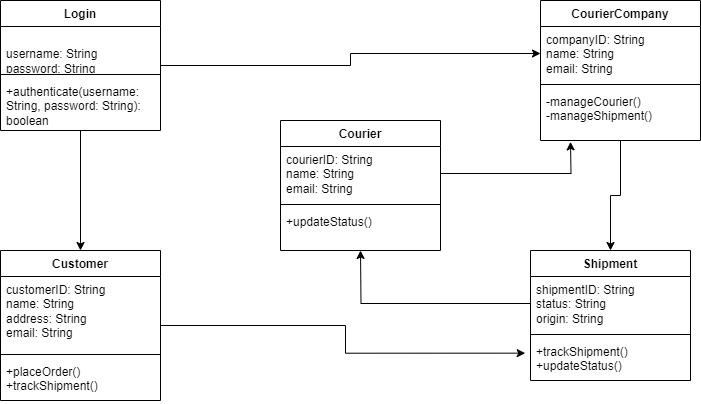 Login
username: String
password: String
+authenticate(username:
String, password: String):
boolean
CourierCompany
companyID: String
name: String
email: String
-manageCourier()
-manageShipment()
Courier
courierID: String
name: String
email: String
+updateStatus()
Customer
customerID: String
name: String
address: String
email: String
+placeOrder()
+trackShipment()
Shipment
shipmentID: String
status: String
origin: String
+trackShipment()
+updateStatus()